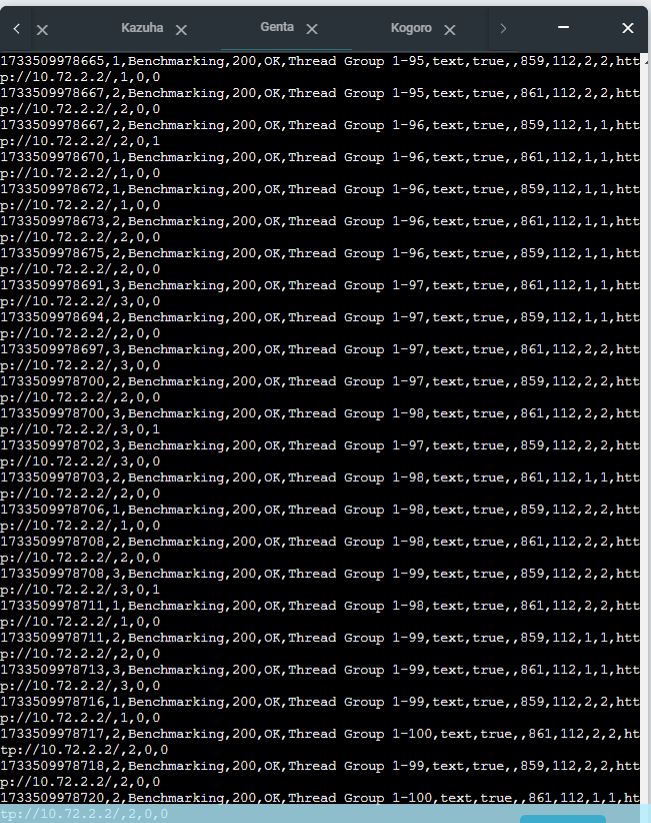 Kazuha
Genta
Kogoro
1733509978665,1,Benchmarking,200,OK,Thread Group 1-95,text,true,,859,112,2,2,htt
p://10.72.2.2/,1,0,0
1733509978667,2,Benchmarking,200,OK,Thread Group 1-95,text,true,,861,112,2,2,htt
p://10.72.2.2/,2,0,0
1733509978667,2,Benchmarking,200,OK,Thread Group 1-96,text,true,,859,112,1,1,htt
p://10.72.2.2/,2,0,1
1733509978670,1,Benchmarking,200,OK,Thread Group 1-96,text,true,,861,112,1,1,htt
p://10.72.2.2/,1,0,0
1733509978672,1,Benchmarking,200,OK,Thread Group 1-96,text,true,,859,112,1,1,htt
p://10.72.2.2/,1,0,0
1733509978673,2,Benchmarking,200,OK,Thread Group 1-96,text,true,,861,112,1,1,htt
p://10.72.2.2/,2,0,0
1733509978675,2,Benchmarking,200,OK,Thread Group 1-96,text,true,,859,112,1,1,htt
p://10.72.2.2/,2,0,0
1733509978691,3,Benchmarking,200,OK,Thread Group 1-97,text,true,,861,112,1,1,htt
p://10.72.2.2/,3,0,0
1733509978694,2,Benchmarking,200,OK,Thread Group 1-97,text,true,,859,112,1,1,htt
p://10.72.2.2/,2,0,0
1733509978697,3,Benchmarking,200,OK,Thread Group 1-97,text,true,,861,112,2,2,htt
p://10.72.2.2/,3,0,0
1733509978700,2,Benchmarking,200,OK,Thread Group 1-97,text,true,,859,112,2,2,htt
p://10.72.2.2/,2,0,0
1733509978700,3,Benchmarking,200,OK,Thread Group 1-98,text,true,,861,112,2,2,htt
p://10.72.2.2/,3,0,1
1733509978702,3,Benchmarking,200,OK,Thread Group 1-97,text,true,,859,112,2,2,htt
p://10.72.2.2/,3,0,0
1733509978703,2,Benchmarking,200,OK,Thread Group 1-98,text,true,,861,112,1,1,htt
p://10.72.2.2/,2,0,0
1733509978706,1,Benchmarking,200,OK,Thread Group 1-98,text,true,,859,112,2,2,htt
p://10.72.2.2/,1,0,0
1733509978708,2,Benchmarking,200,OK,Thread Group 1-98,text,true,,861,112,2,2,htt
p://10.72.2.2/,2,0,0
1733509978708,3,Benchmarking,200,OK,Thread Group 1-99,text,true,,859,112,2,2,htt
p://10.72.2.2/,3,0,1
1733509978711,1,Benchmarking,200,OK,Thread Group 1-98,text,true,,861,112,2,2,htt
p://10.72.2.2/,1,0,0
1733509978711,2,Benchmarking,200,OK,Thread Group 1-99,text,true,,859,112,1,1,htt
p://10.72.2.2/,2,0,0
1733509978713,3,Benchmarking,200,OK,Thread Group 1-99,text,true,,861,112,1,1,htt
p://10.72.2.2/,3,0,0
1733509978716,1,Benchmarking,200,OK,Thread Group 1-99,text,true,,859,112,2,2,htt
p://10.72.2.2/,1,0,0
1733509978717,2,Benchmarking,200,OK,Thread Group 1-100,text,true,,861,112,2,2,ht
tp://10.72.2.2/,2,0,0
1733509978718,2,Benchmarking,200,OK,Thread Group 1-99,text,true,,859,112,2,2,htt
p://10.72.2.2/,2,0,0
1733509978720,2,Benchmarking,200,OK,Thread Group 1-100,text,true,,861,112,1,1,ht
tp://10.72.2.2/,2,0,0